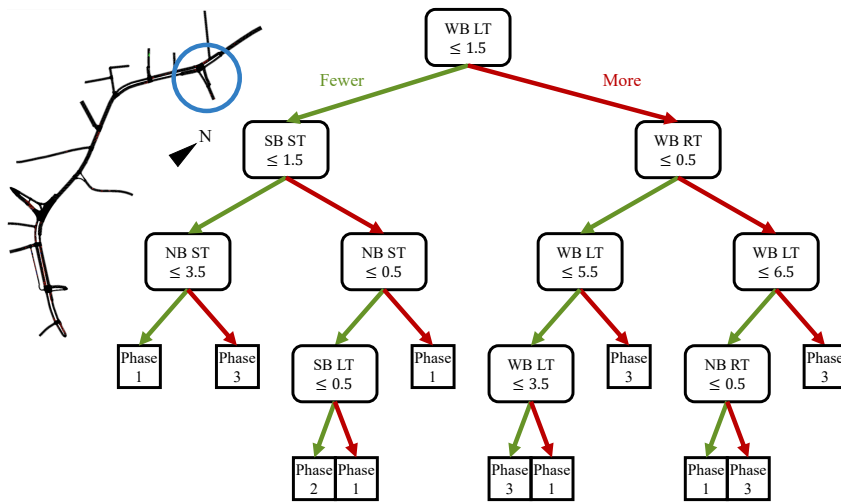 WB LT
≤ 1.5
Fewer
More
N
SB ST
≤ 1.5
WB RT
≤ 0.5
NB ST
≤ 3.5
NB ST
≤ 0.5
WB LT
≤ 5.5
WB LT
≤ 6.5
Phase
1
Phase
3
SB LT
≤ 0.5
Phase
1
WB LT
≤ 3.5
Phase
3
NB RT
≤ 0.5
Phase
3
Phase
2
Phase
1
Phase
3
Phase
1
Phase
1
Phase
3